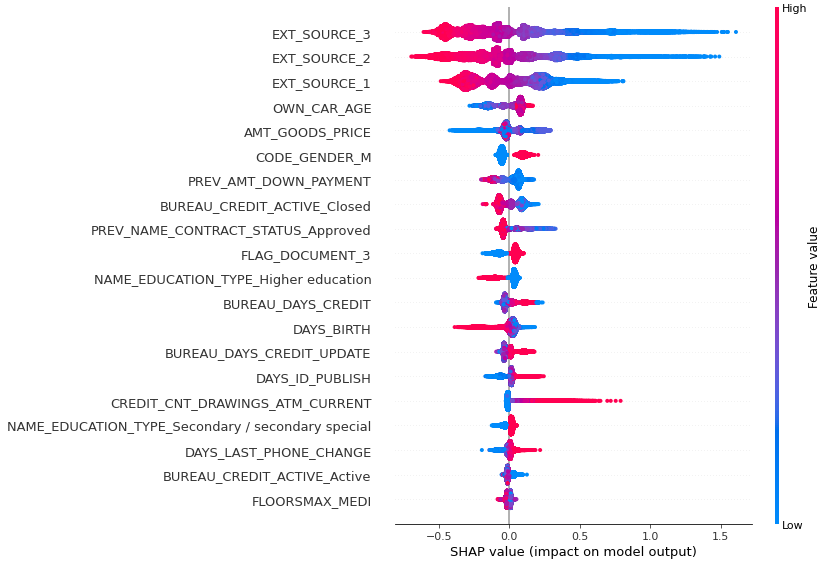 High
EXT_SOURCE_3
EXT_SOURCE_2
EXT_SOURCE_1
OWN_CAR_AGE
AMT_GOODS_PRICE
CODE_GENDER_M
PREV_AMT_DOWN_PAYMENT
BUREAU_CREDIT_ACTIVE_Closed
PREV_NAME_CONTRACT_STATUS_Approved
FLAG_DOCUMENT_3
NAME_EDUCATION_TYPE_Higher education
BUREAU_DAYS_CREDIT
DAYS_BIRTH
BUREAU_DAYS_CREDIT_UPDATE
DAYS_ID_PUBLISH
CREDIT_CNT_DRAWINGS_ATM_CURRENT
NAME_EDUCATION_TYPE_Secondary / secondary special
DAYS_LAST_PHONE_CHANGE
BUREAU_CREDIT_ACTIVE_Active
FLOORSMAX_MEDI
Feature value
Low
−0.5 0.0 0.5 1.0 1.5
SHAP value (impact on model output)